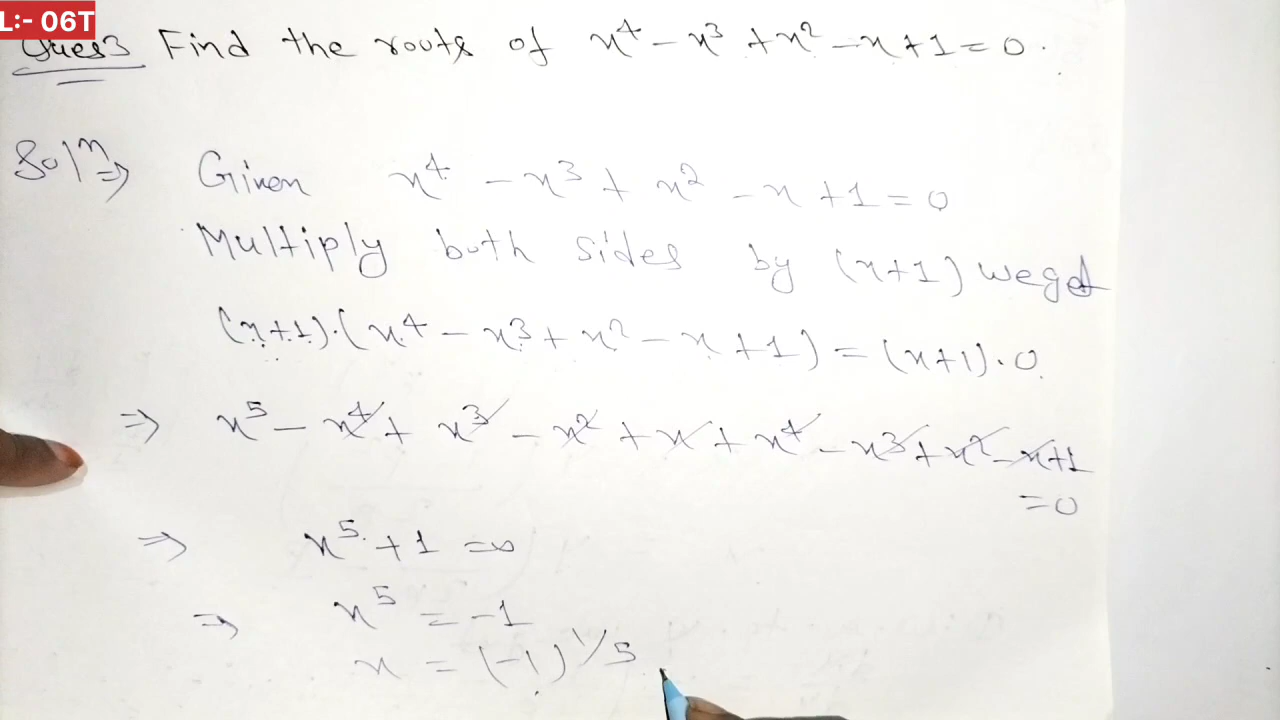 L:- 06T
Ques3 Find the routs of x⁴ - x³ + x² - x + 1 = 0.
Solⁿ ⇒ Given x⁴ - x³ + x² - x + 1 = 0
Multiply both sides by (x+1) we get
(x+1).(x⁴ - x³ + x² - x + 1) = (x+1).0
⇒ x⁵ - x⁴ + x³ - x² + x + x⁴ - x³ + x² - x + 1
= 0
⇒ x⁵ + 1 = 0
⇒ x⁵ = -1
x = (-1)^1/5